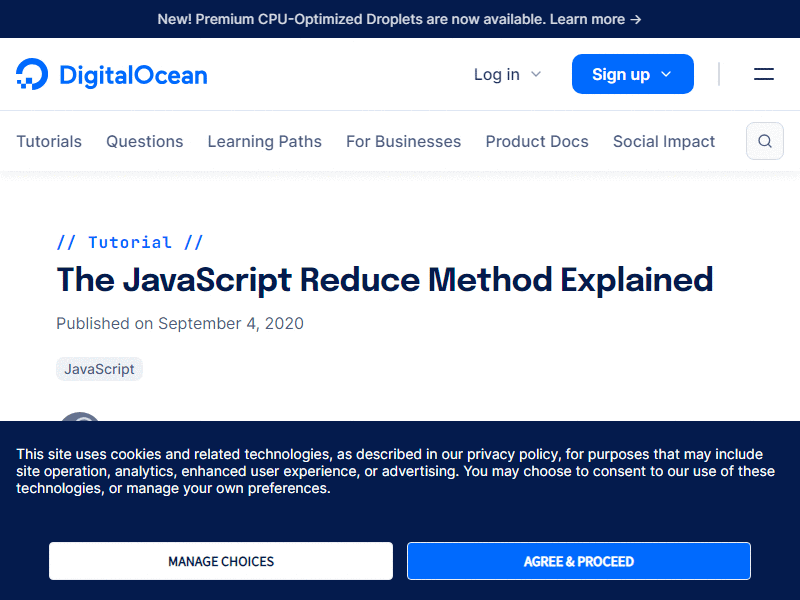 New! Premium CPU-Optimized Droplets are now available. Learn more →
DigitalOcean
Log in
Sign up
Tutorials
Questions
Learning Paths
For Businesses
Product Docs
Social Impact
// Tutorial //
The JavaScript Reduce Method Explained
Published on September 4, 2020
JavaScript
This site uses cookies and related technologies, as described in our privacy policy, for purposes that may include
site operation, analytics, enhanced user experience, or advertising. You may choose to consent to our use of these
technologies, or manage your own preferences.
MANAGE CHOICES
AGREE & PROCEED